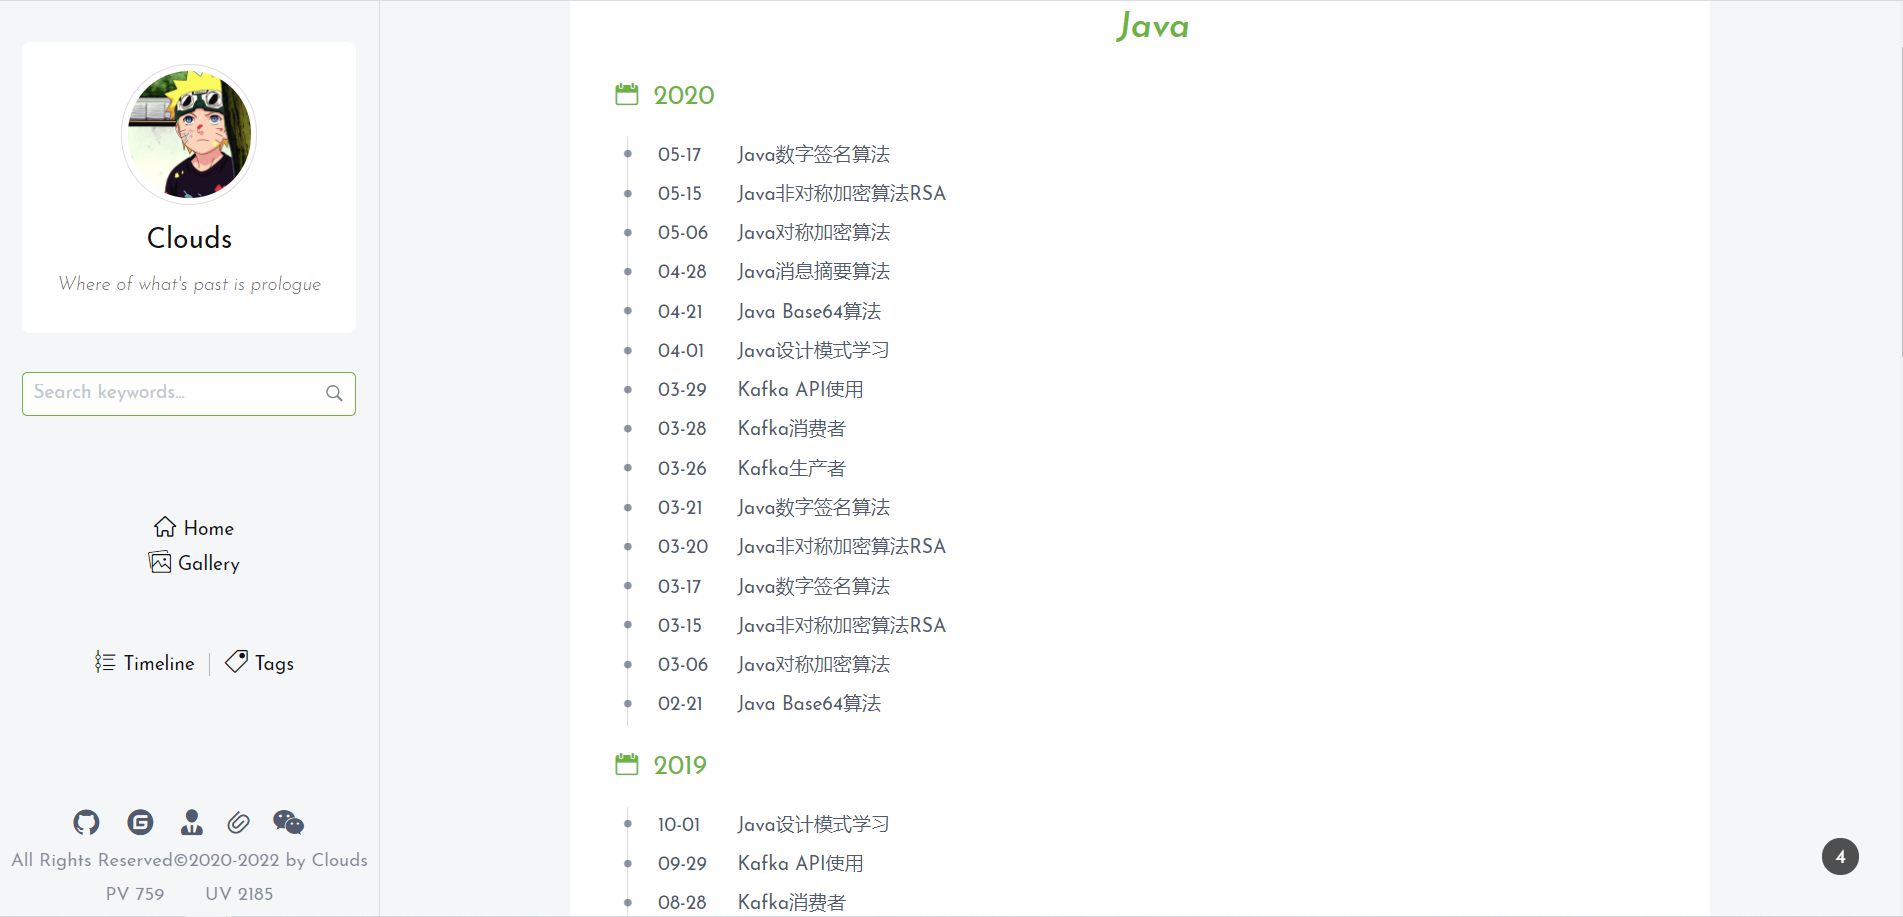 Clouds
Where of what's past is prologue
Search keywords...
Home
Gallery
Timeline
Tags
All Rights Reserved©2020-2022 by Clouds
PV 759 UV 2185
Java
2020
05-17 Java数字签名算法
05-15 Java非对称加密算法RSA
05-06 Java对称加密算法
04-28 Java消息摘要算法
04-21 Java Base64算法
04-01 Java设计模式学习
03-29 Kafka API使用
03-28 Kafka消费者
03-26 Kafka生产者
03-21 Java数字签名算法
03-20 Java非对称加密算法RSA
03-17 Java数字签名算法
03-15 Java非对称加密算法RSA
03-06 Java对称加密算法
02-21 Java Base64算法
2019
10-01 Java设计模式学习
09-29 Kafka API使用
08-28 Kafka消费者
4